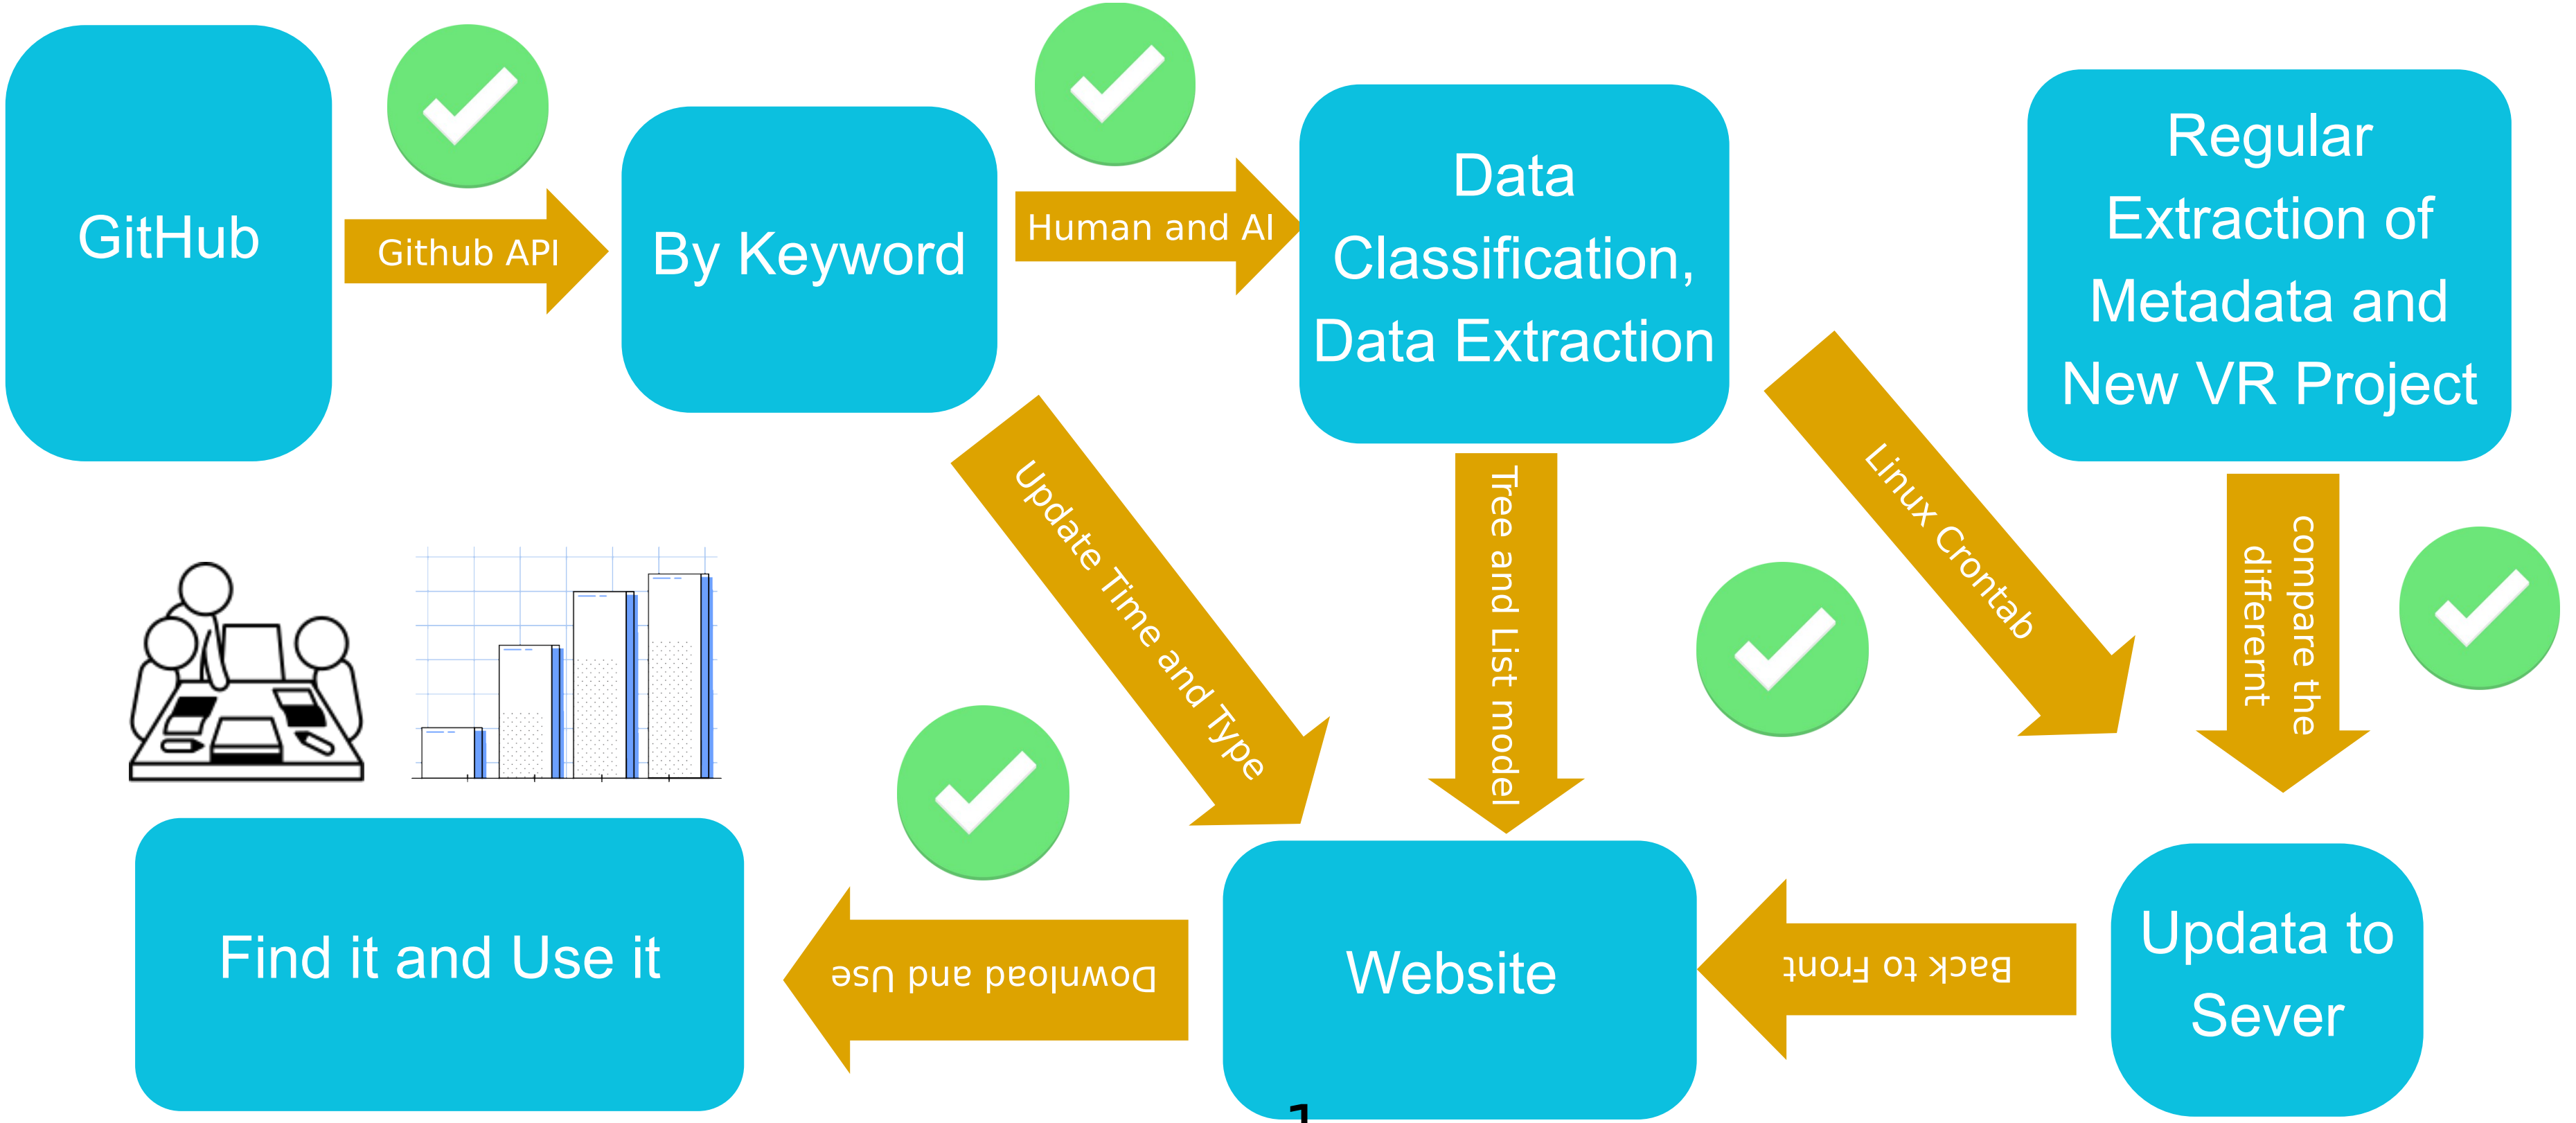 GitHub
Github API
By Keyword
Human and AI
Data
Classification,
Data Extraction
Regular
Extraction of
Metadata and
New VR Project
Update Time and Type
Tree and List model
Linux Crontab
compare the
differernt
Find it and Use it
Download and Use
Website
Back to Front
Updata to
Sever
1